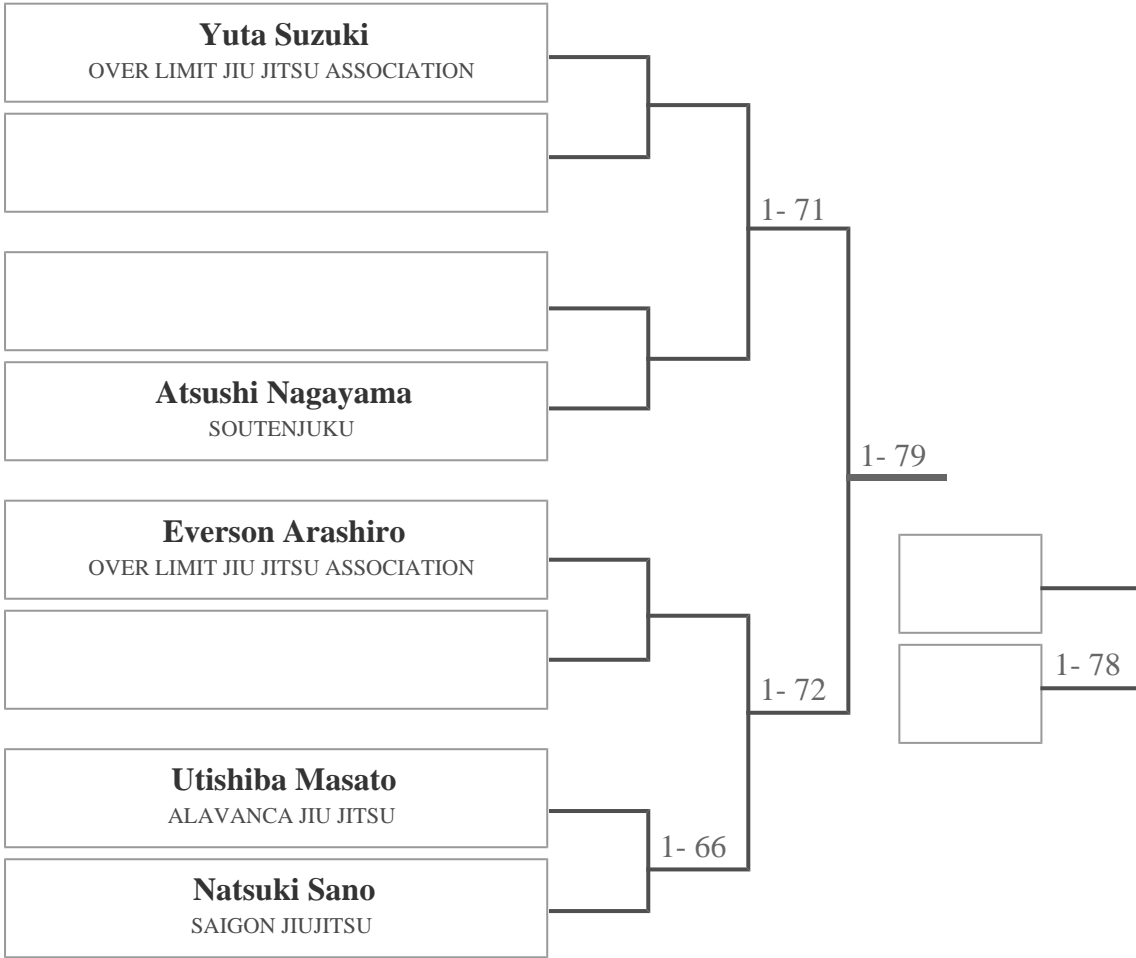 Yuta Suzuki
OVER LIMIT JIU JITSU ASSOCIATION
1- 71
Atsushi Nagayama
SOUTENJUKU
1- 79
Everson Arashiro
OVER LIMIT JIU JITSU ASSOCIATION
1- 78
1- 72
Utishiba Masato
ALAVANCA JIU JITSU
1- 66
Natsuki Sano
SAIGON JIUJITSU